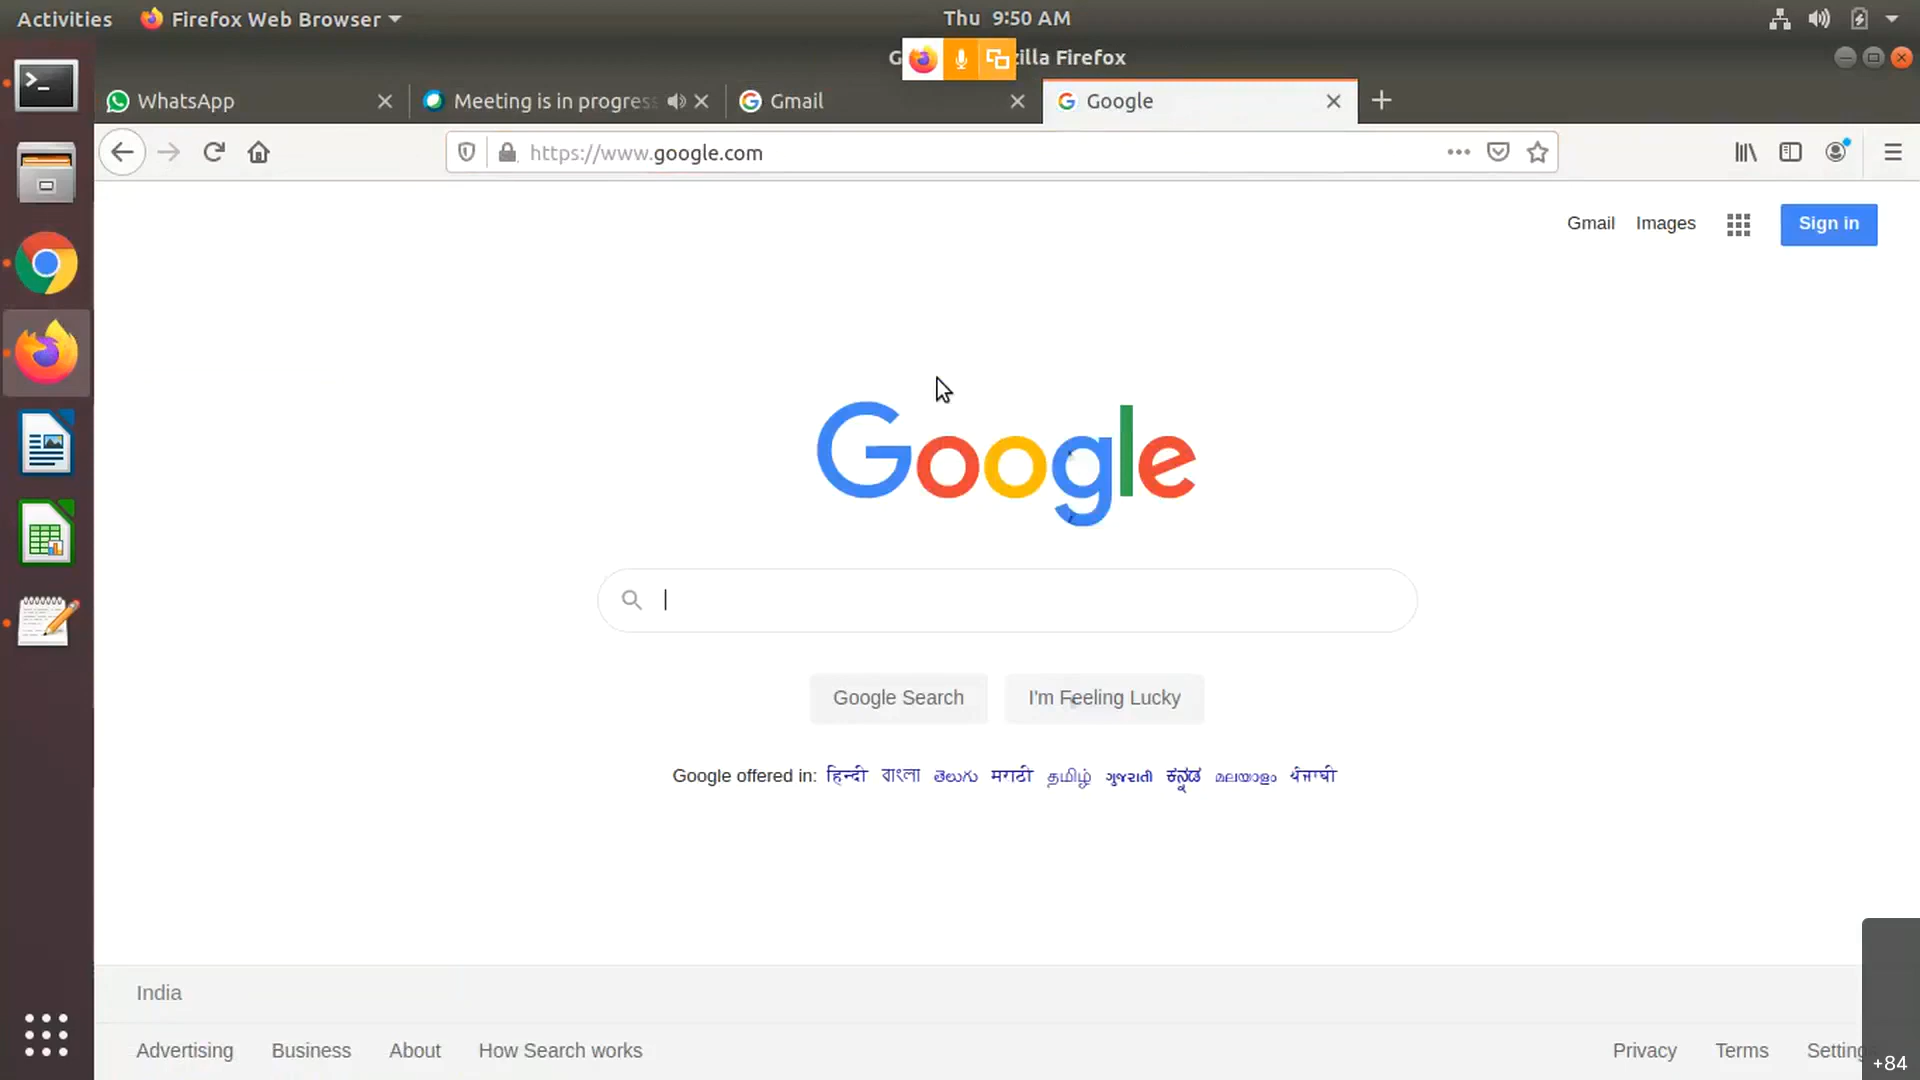 Activities Firefox Web Browser Thu 9:50 AM
G zilla Firefox
WhatsApp Meeting is in progress Gmail Google
https://www.google.com
Gmail Images Sign in
Google
Google Search I'm Feeling Lucky
Google offered in: हिन्दी বাংলা తెలుగు मराठी தமிழ் ગુજરાતી ಕನ್ನಡ മലയാളം ਪੰਜਾਬੀ
India
Advertising Business About How Search works Privacy Terms Setting
+84